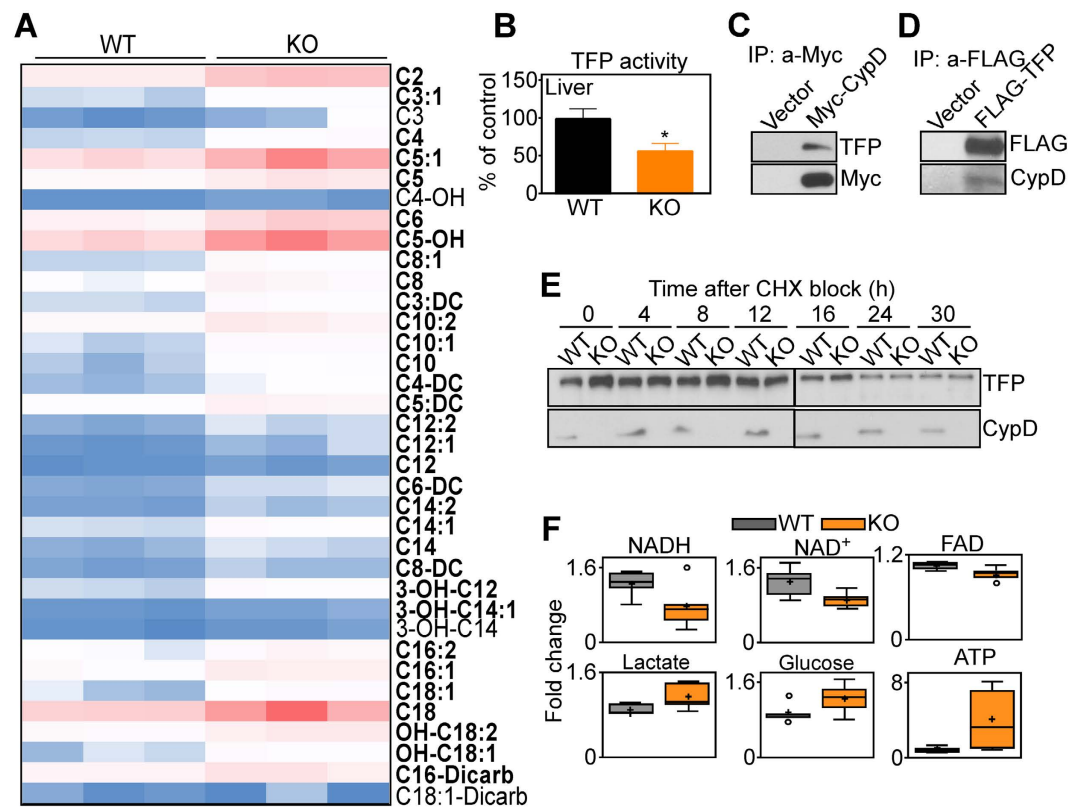 A
WT KO
C2
C3:1
C3
C4
C5:1
C5
C4-OH
C6
C5-OH
C8:1
C8
C3:DC
C10:2
C10:1
C10
C4-DC
C5:DC
C12:2
C12:1
C12
C6-DC
C14:2
C14:1
C14
C8-DC
3-OH-C12
3-OH-C14:1
3-OH-C14
C16:2
C16:1
C18:1
C18
OH-C18:2
OH-C18:1
C16-Dicarb
C18:1-Dicarb
B
TFP activity
Liver
% of control
150
100
50
0
*
WT KO
C
IP: a-Myc
Vector
Myc-CypD
TFP
Myc
D
IP: a-FLAG
Vector
FLAG-TFP
FLAG
CypD
E
Time after CHX block (h)
0 4 8 12 16 24 30
WT KO WT KO WT KO WT KO WT KO WT KO WT KO
TFP
CypD
F
WT KO
Fold change
NADH
1.6
0
NAD+
1.6
0
FAD
1.2
0
Lactate
1.6
0
Glucose
1.6
0
ATP
8
0